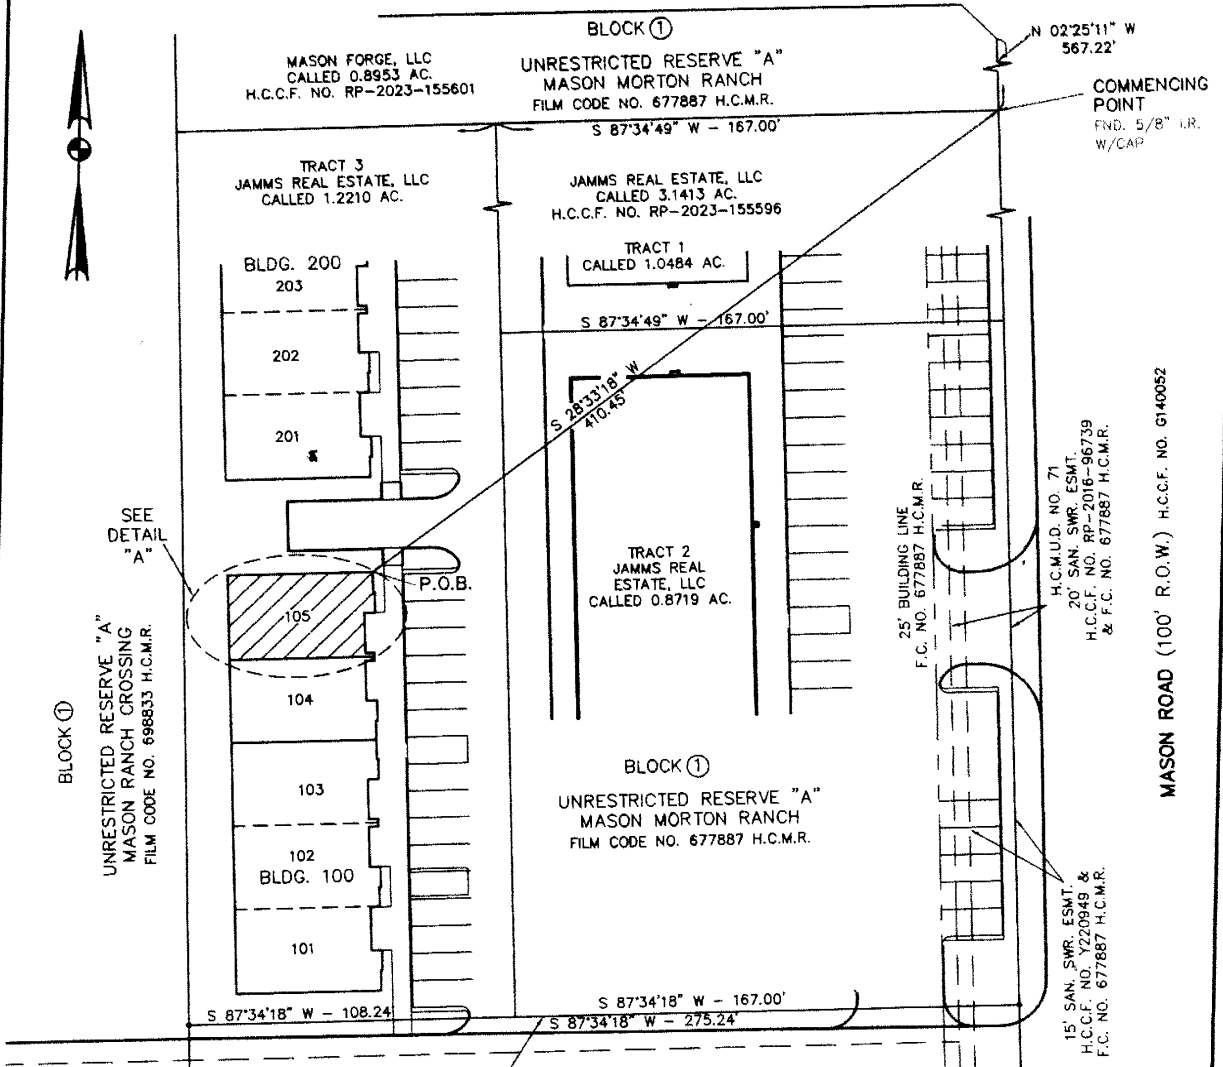 BLOCK 1
UNRESTRICTED RESERVE "A"
MASON MORTON RANCH
FILM CODE NO. 677887 H.C.M.R.
MASON FORGE, LLC
CALLED 0.8953 AC.
H.C.C.F. NO. RP-2023-155601
N 02°25'11" W
567.22'
COMMENCING
POINT
FND. 5/8" I.R.
W/CAP
S 87°34'49" W - 167.00'
TRACT 3
JAMMS REAL ESTATE, LLC
CALLED 1.2210 AC.
JAMMS REAL ESTATE, LLC
CALLED 3.1413 AC.
H.C.C.F. NO. RP-2023-155596
TRACT 1
CALLED 1.0484 AC.
BLDG. 200
203
S 87°34'49" W - 167.00'
202
S 28°33'18" W
410.45'
201
SEE
DETAIL
"A"
P.O.B.
105
TRACT 2
JAMMS REAL
ESTATE, LLC
CALLED 0.8719 AC.
25' BUILDING LINE
F.C. NO. 677887 H.C.M.R.
H.C.M.U.D. NO. 71
20' SAN. SWR. ESMT.
H.C.C.F. NO. RP-2016-96739
& F.C. NO. 677887 H.C.M.R.
MASON ROAD (100' R.O.W.) H.C.C.F. NO. G140052
BLOCK 1
UNRESTRICTED RESERVE "A"
MASON RANCH CROSSING
FILM CODE NO. 698833 H.C.M.R.
104
103
102
BLDG. 100
101
BLOCK 1
UNRESTRICTED RESERVE "A"
MASON MORTON RANCH
FILM CODE NO. 677887 H.C.M.R.
15' SAN. SWR. ESMT.
H.C.C.F. NO. Y220949 &
F.C. NO. 677887 H.C.M.R.
S 87°34'18" W - 108.24'
S 87°34'18" W - 167.00'
S 87°34'18" W - 275.24'